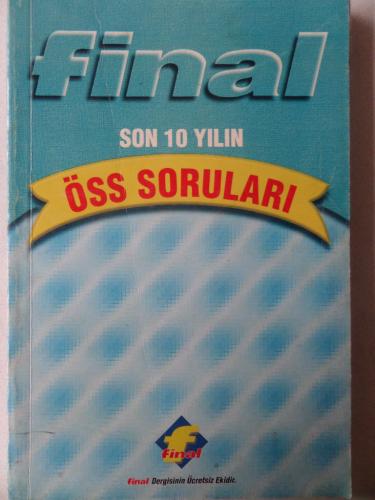 final
SON 10 YILIN
ÖSS SORULARI
f
final
final Dergisinin Ücretsiz Ekidir.